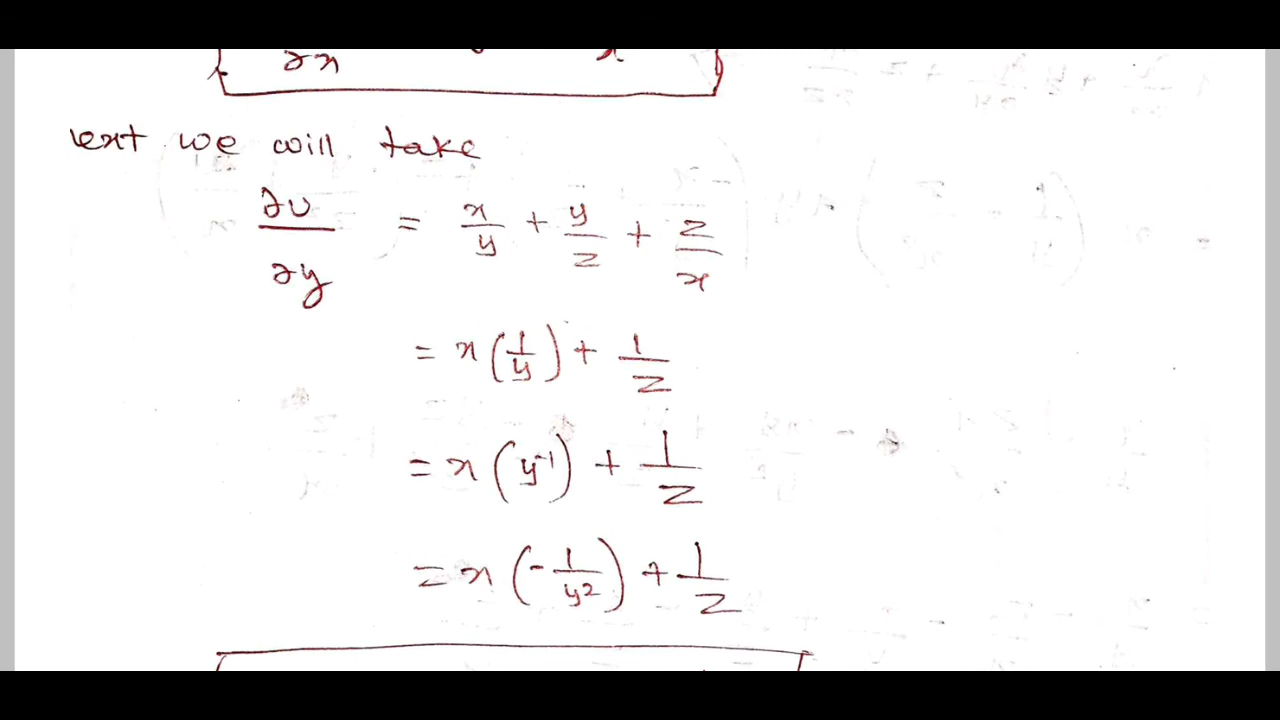 ∂x x
Next we will take
∂u/∂y = x/y + y/z + z/x
= x(1/y) + 1/z
= x(y⁻¹) + 1/z
= x(-1/y²) + 1/z